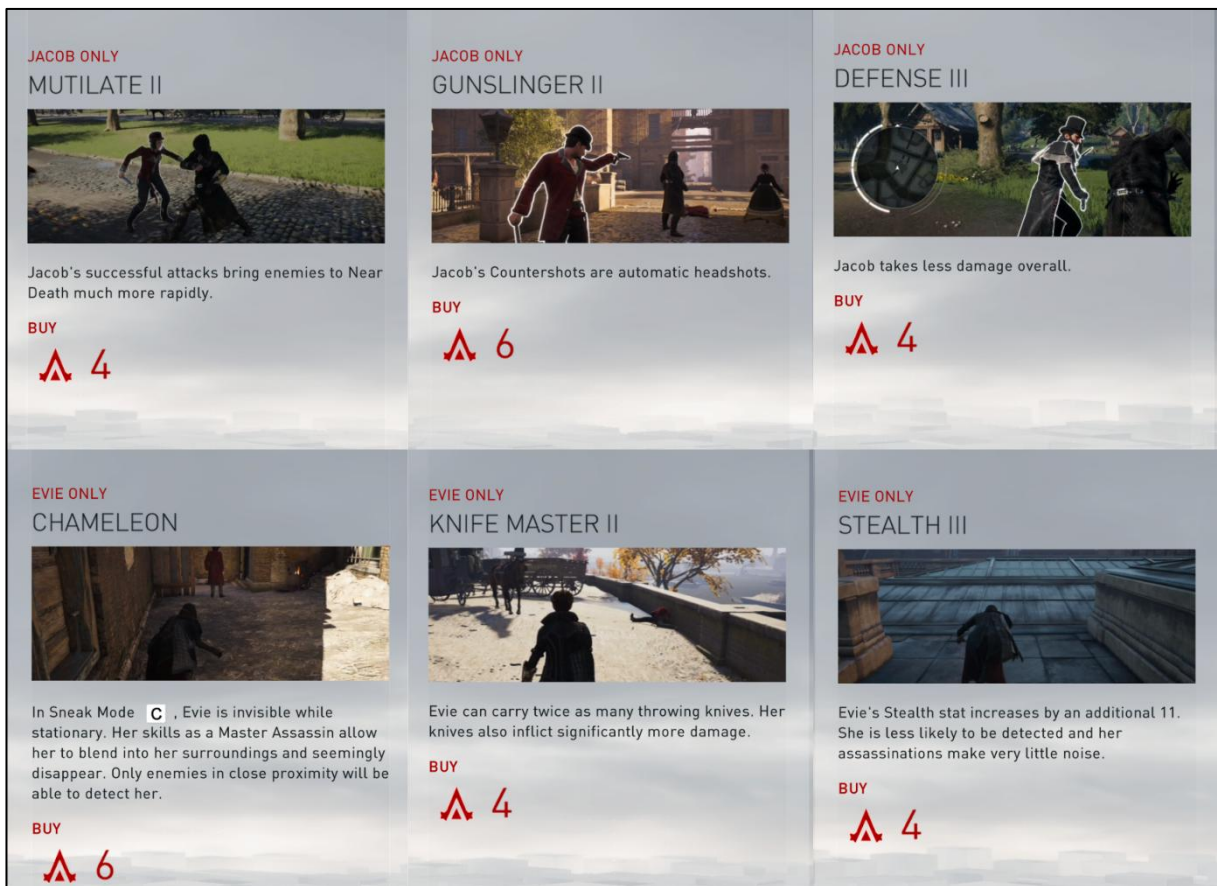 JACOB ONLY
MUTILATE II
Jacob's successful attacks bring enemies to Near
Death much more rapidly.
BUY
4
JACOB ONLY
GUNSLINGER II
Jacob's Countershots are automatic headshots.
BUY
6
JACOB ONLY
DEFENSE III
Jacob takes less damage overall.
BUY
4
EVIE ONLY
CHAMELEON
In Sneak Mode C , Evie is invisible while
stationary. Her skills as a Master Assassin allow
her to blend into her surroundings and seemingly
disappear. Only enemies in close proximity will be
able to detect her.
BUY
6
EVIE ONLY
KNIFE MASTER II
Evie can carry twice as many throwing knives. Her
knives also inflict significantly more damage.
BUY
4
EVIE ONLY
STEALTH III
Evie's Stealth stat increases by an additional 11.
She is less likely to be detected and her
assassinations make very little noise.
BUY
4